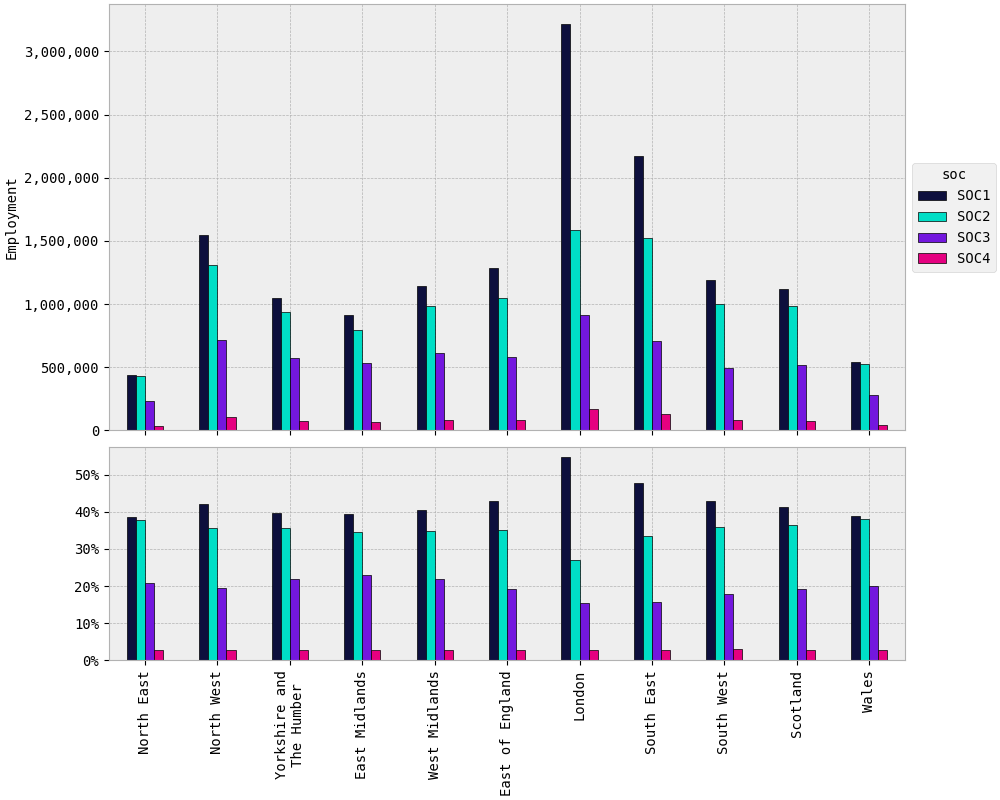 3,000,000
2,500,000
2,000,000
1,500,000
1,000,000
500,000
0
Employment
soc
SOC1
SOC2
SOC3
SOC4
50%
40%
30%
20%
10%
0%
North East
North West
Yorkshire and
The Humber
East Midlands
West Midlands
East of England
London
South East
South West
Scotland
Wales